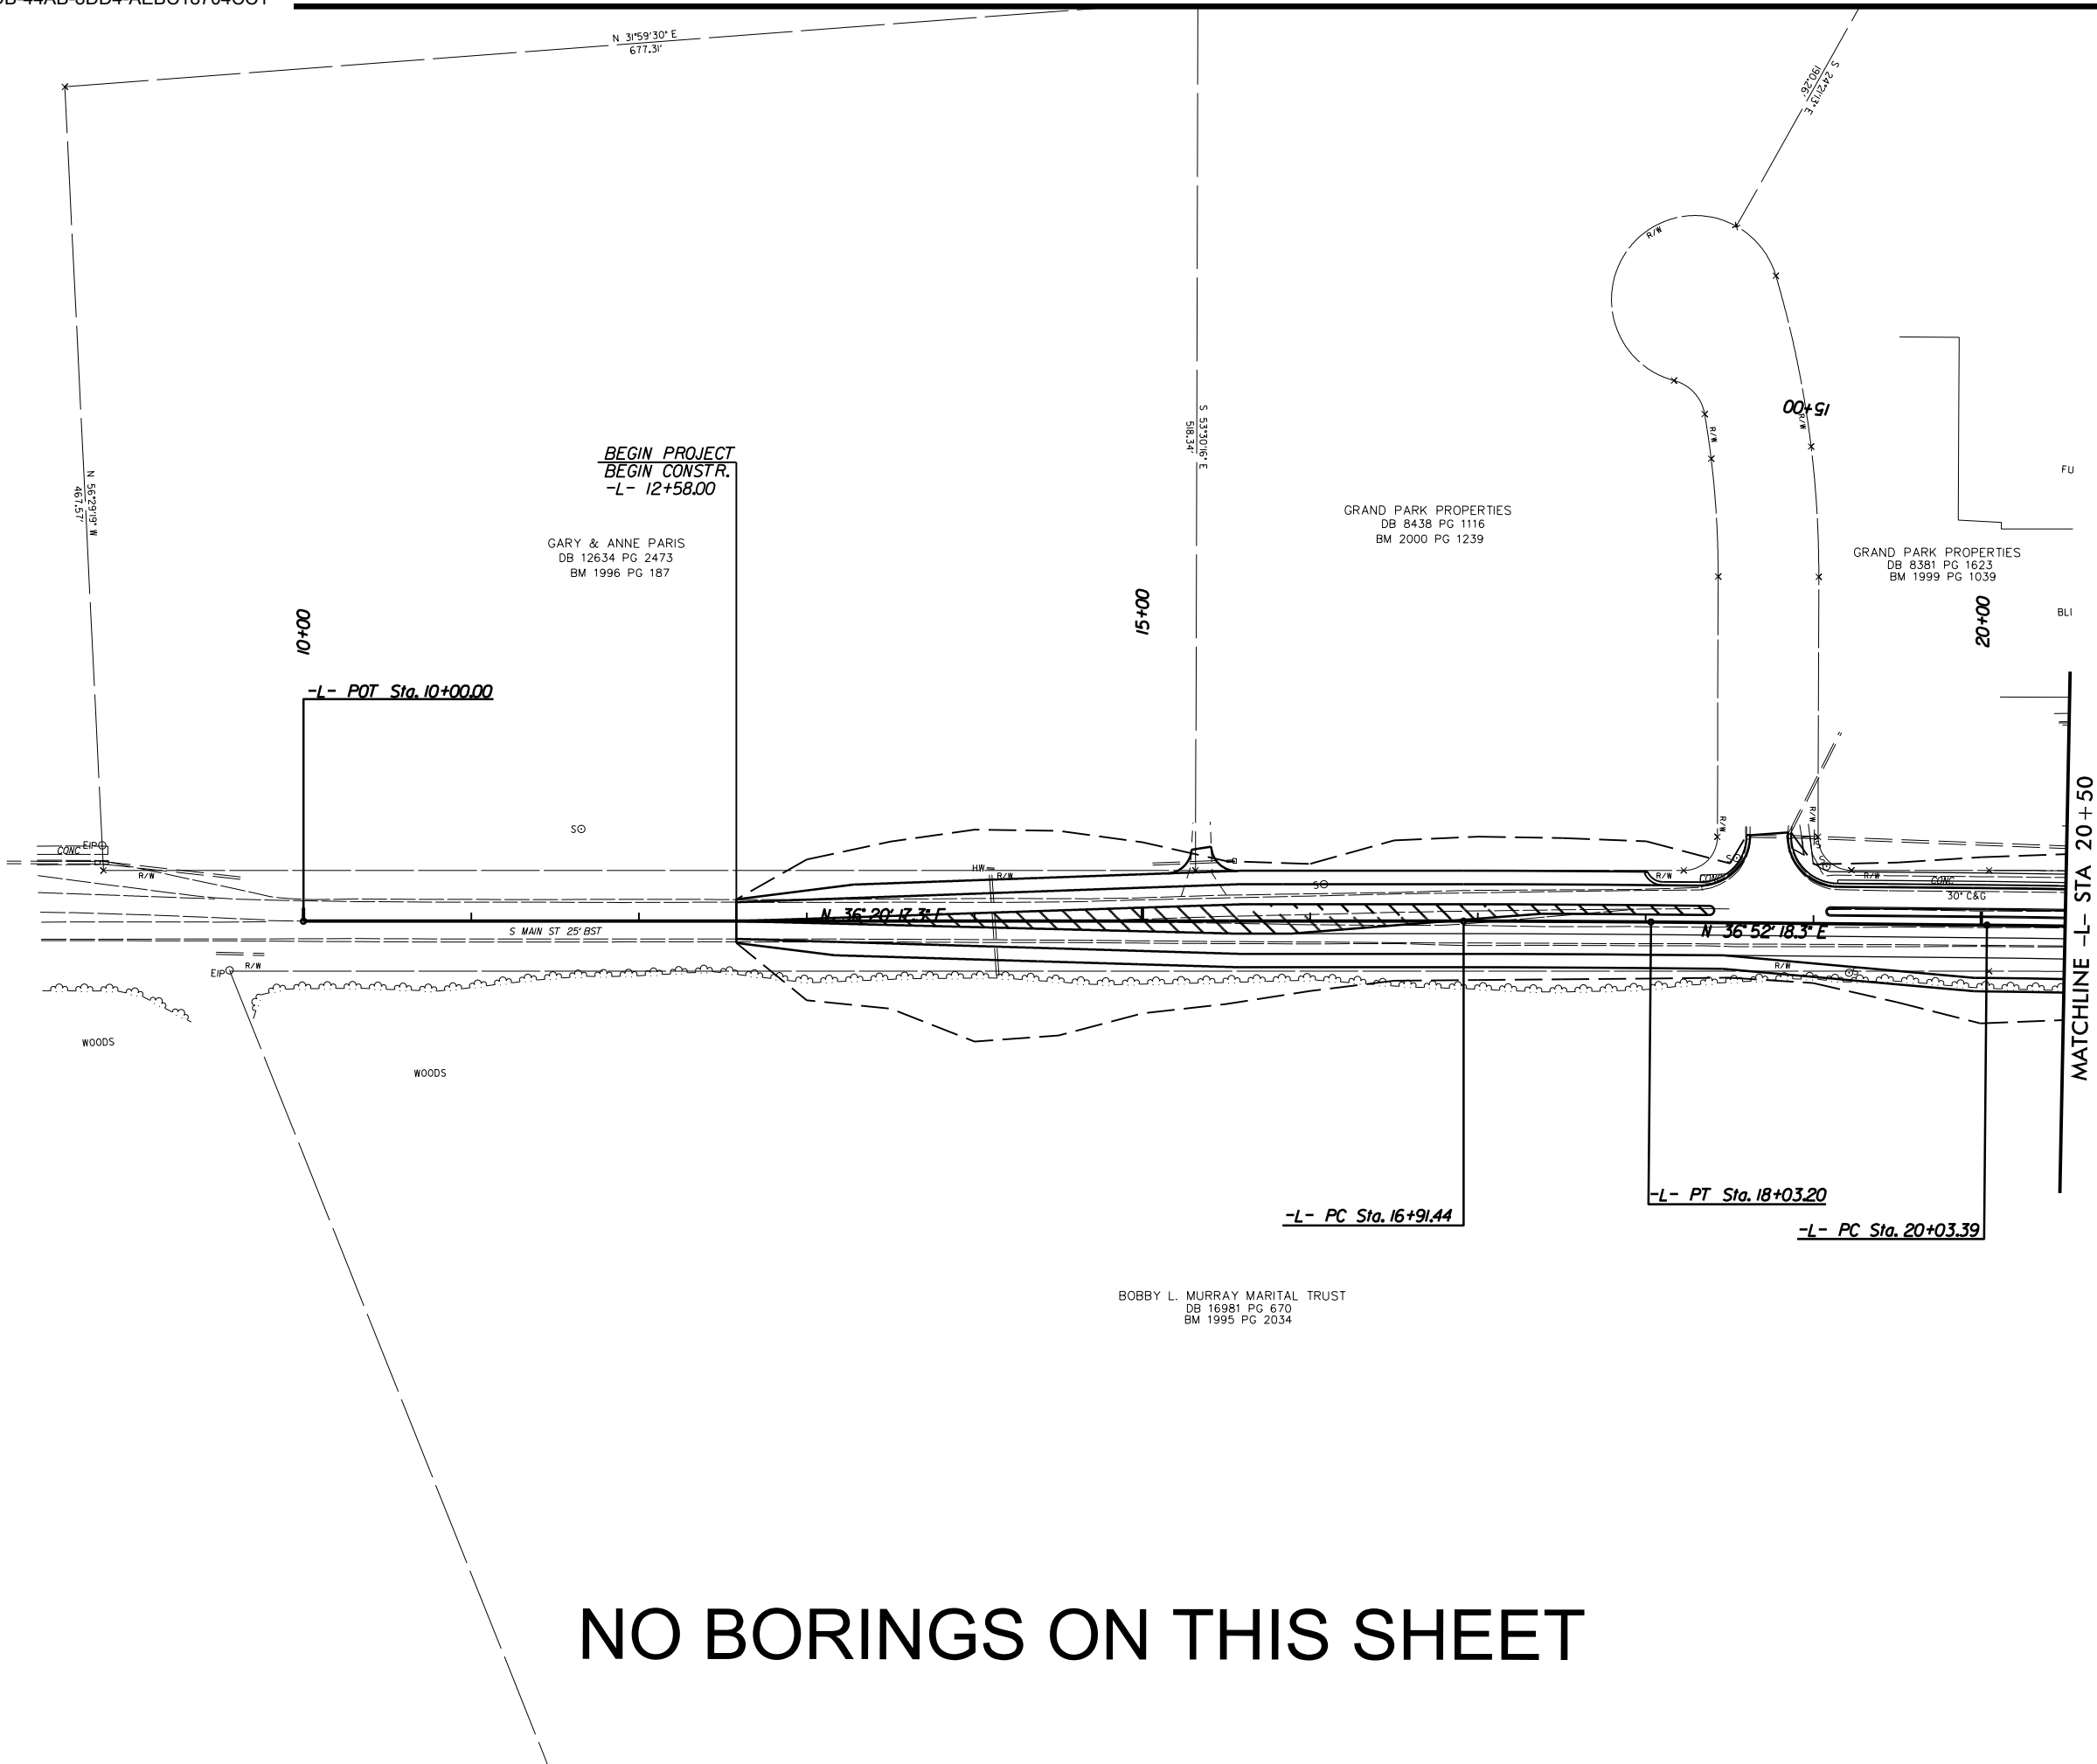 N 31°59'30" E
677.31'
S 24°21'13" E
190.26'
R/W
15+00
R/W
R/W
N 56°29'19" W
467.57'
S 53°30'16" E
518.34'
BEGIN PROJECT
BEGIN CONSTR.
-L- 12+58.00
GARY & ANNE PARIS
DB 12634 PG 2473
BM 1996 PG 187
GRAND PARK PROPERTIES
DB 8438 PG 1116
BM 2000 PG 1239
FU
GRAND PARK PROPERTIES
DB 8381 PG 1623
BM 1999 PG 1039
BLI
10+00
15+00
20+00
-L- POT Sta. 10+00.00
MATCHLINE -L- STA 20+50
R/W
R/W
S
S
S
S
CONC
EIP
R/W
HW
R/W
R/W
CONC
R/W
CONC
30" C&G
N 36° 20' 17.3" E
S MAIN ST 25' BST
N 36° 52' 18.3" E
EIP
R/W
R/W
WOODS
WOODS
-L- PC Sta. 16+91.44
-L- PT Sta. 18+03.20
-L- PC Sta. 20+03.39
BOBBY L. MURRAY MARITAL TRUST
DB 16981 PG 670
BM 1995 PG 2034
NO BORINGS ON THIS SHEET